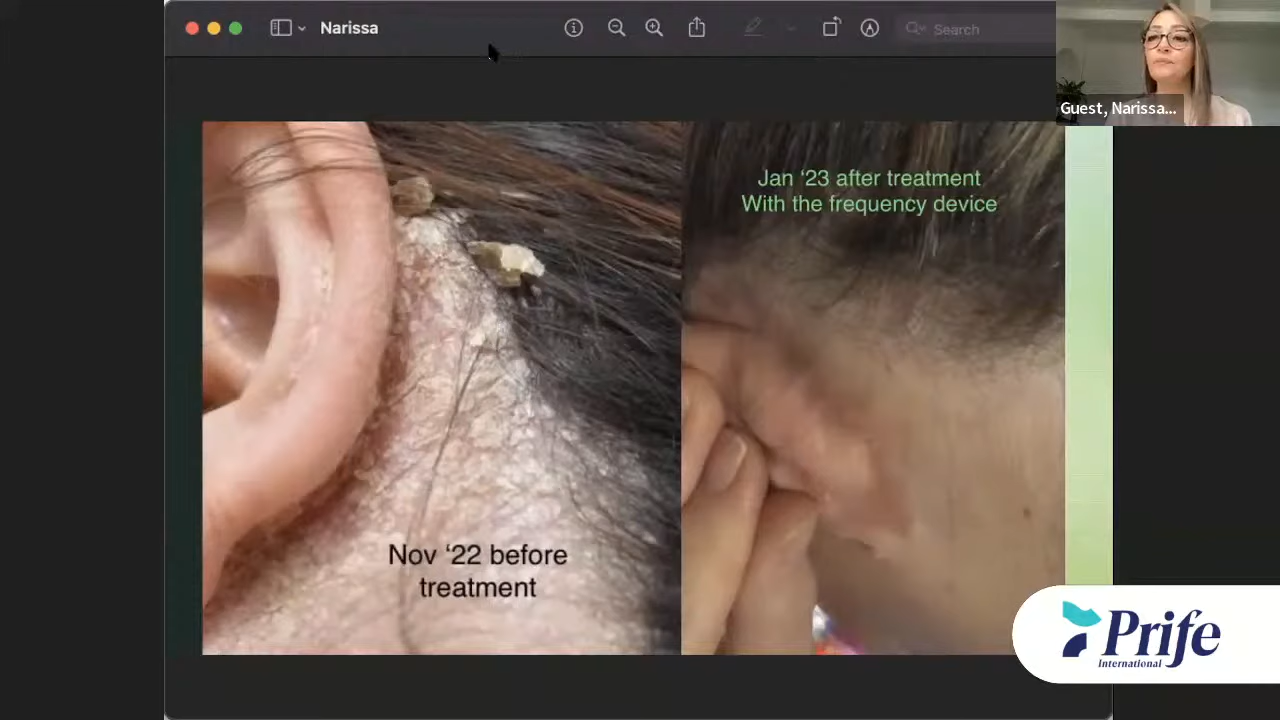 Narissa
Search
Guest, Narissa...
Jan ‘23 after treatment
With the frequency device
Nov ‘22 before
treatment
Prife
International